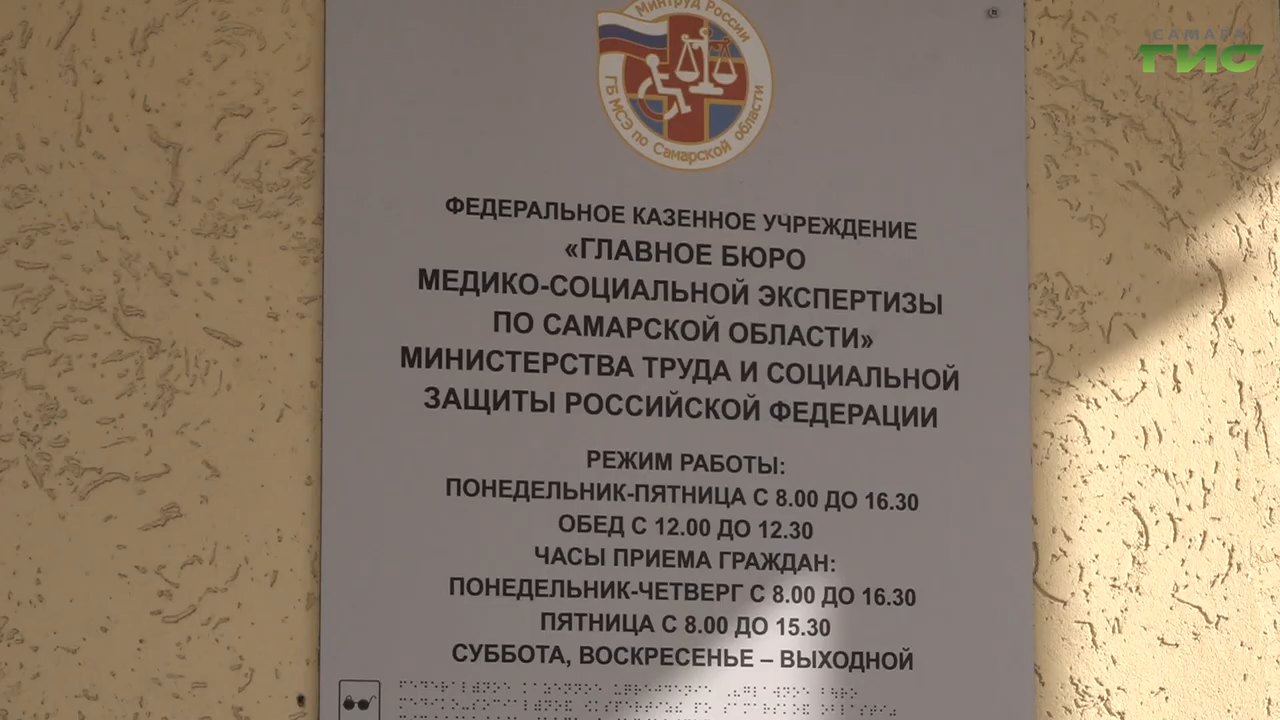 Минтруд России
ГБ МСЭ по Самарской области
САМАРА
ГИС
ФЕДЕРАЛЬНОЕ КАЗЕННОЕ УЧРЕЖДЕНИЕ
«ГЛАВНОЕ БЮРО
МЕДИКО-СОЦИАЛЬНОЙ ЭКСПЕРТИЗЫ
ПО САМАРСКОЙ ОБЛАСТИ»
МИНИСТЕРСТВА ТРУДА И СОЦИАЛЬНОЙ
ЗАЩИТЫ РОССИЙСКОЙ ФЕДЕРАЦИИ
РЕЖИМ РАБОТЫ:
ПОНЕДЕЛЬНИК-ПЯТНИЦА С 8.00 ДО 16.30
ОБЕД С 12.00 ДО 12.30
ЧАСЫ ПРИЕМА ГРАЖДАН:
ПОНЕДЕЛЬНИК-ЧЕТВЕРГ С 8.00 ДО 16.30
ПЯТНИЦА С 8.00 ДО 15.30
СУББОТА, ВОСКРЕСЕНЬЕ – ВЫХОДНОЙ